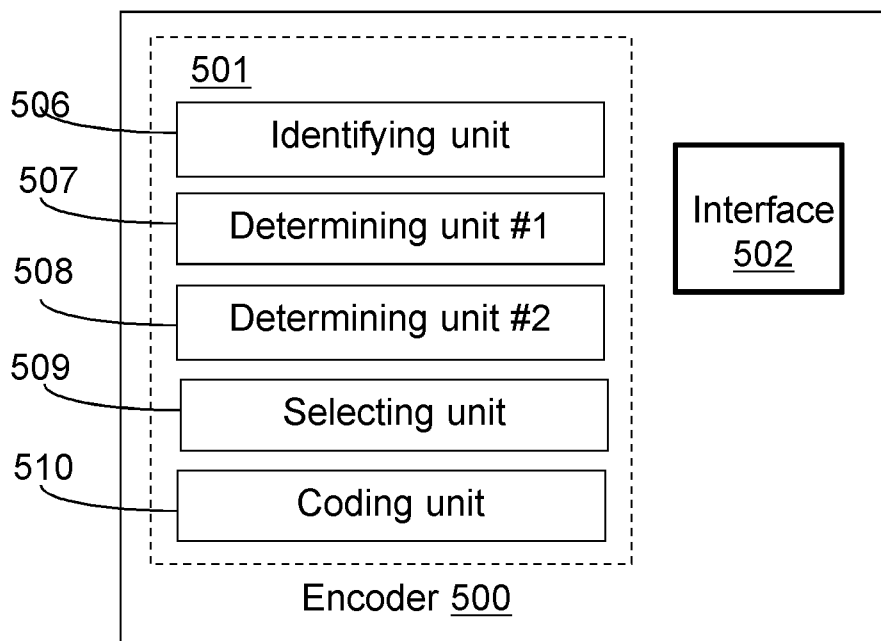 501
506
Identifying unit
507
Determining unit #1
Interface
502
508
Determining unit #2
509
Selecting unit
510
Coding unit
Encoder 500